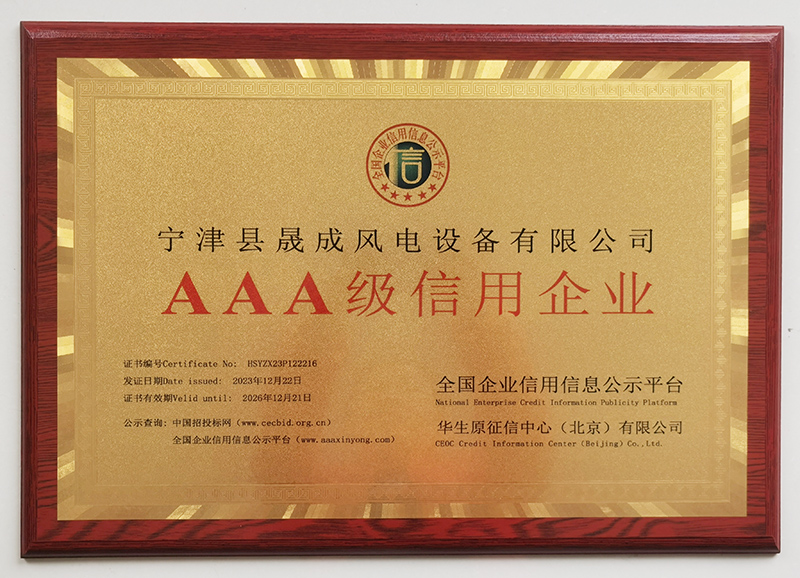 全国企业信用信息公示平台
信
宁津县晟成风电设备有限公司
AAA级信用企业
证书编号Certificate No: HSYZX23P122216
发证日期Date issued: 2023年12月22日
证书有效期Velid until: 2026年12月21日
公示查询: 中国招投标网（www.cecbid.org.cn）
全国企业信用信息公示平台（www.aaaxinyong.com）
全国企业信用信息公示平台
National Enterprise Credit Information Publicity Platform
华生原征信中心（北京）有限公司
CEOC Credit Information Center (Beijing) Co.,Ltd.